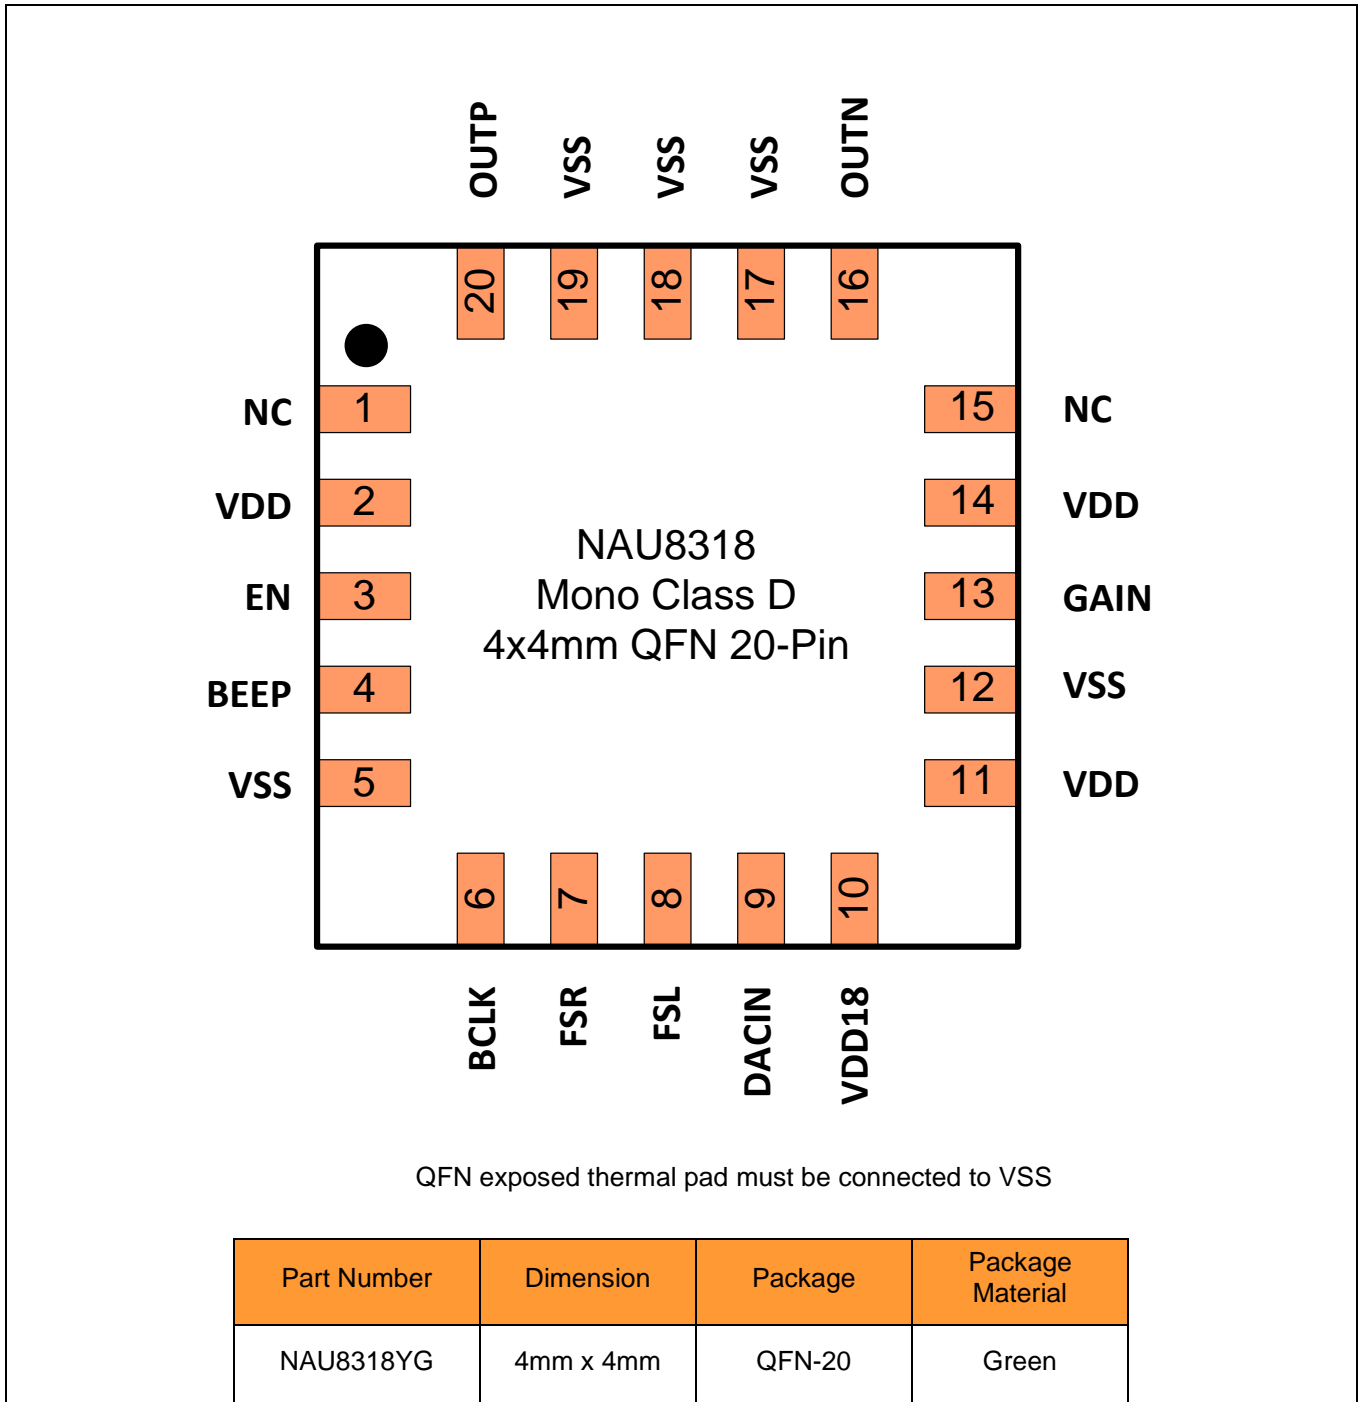 OUTP VSS VSS VSS OUTN
20 19 18 17 16
NC 1 15 NC
VDD 2 14 VDD
NAU8318
EN 3 Mono Class D 13 GAIN
4x4mm QFN 20-Pin
BEEP 4 12 VSS
VSS 5 11 VDD
6 7 8 9 10
BCLK FSR FSL DACIN VDD18
QFN exposed thermal pad must be connected to VSS
Part Number Dimension Package Package
Material
NAU8318YG 4mm x 4mm QFN-20 Green